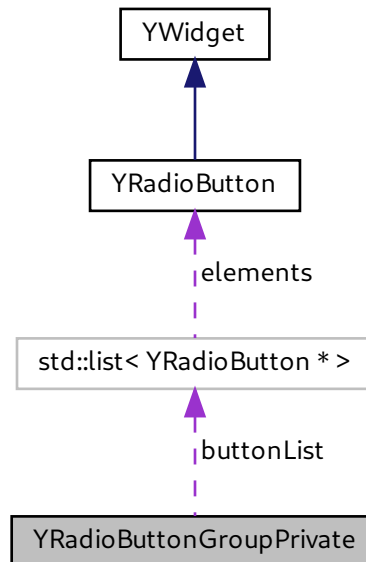 YWidget
YRadioButton
elements
std::list< YRadioButton * >
buttonList
YRadioButtonGroupPrivate